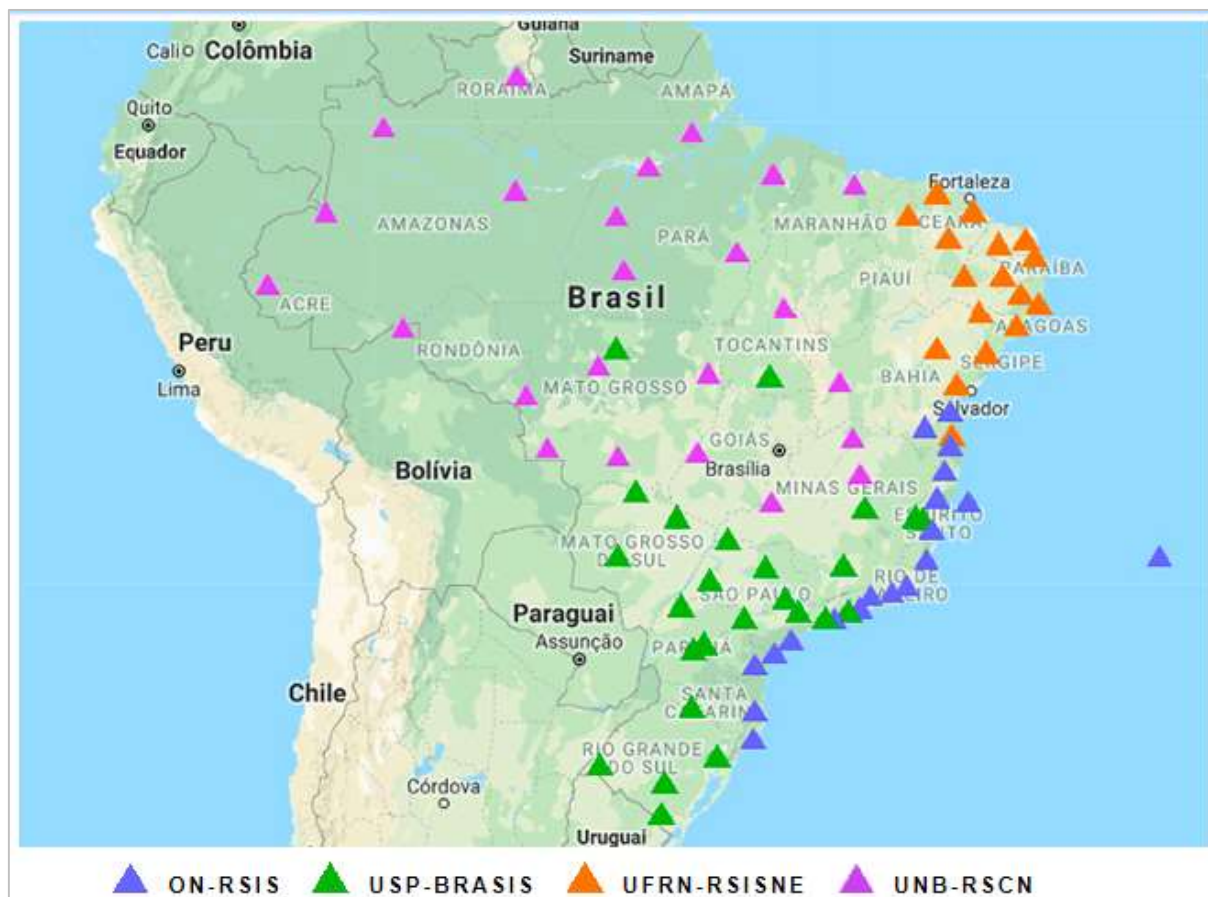 Guiana
Cali
Colômbia
Suriname
RORAIMA
AMAPÁ
Quito
Equador
Fortaleza
AMAZONAS
MARANHÃO
CEARÁ
PARÁ
PARAÍBA
PIAUÍ
ACRE
Brasil
ALAGOAS
Peru
RONDÔNIA
TOCANTINS
SERGIPE
Lima
MATO GROSSO
BAHIA
Salvador
GOIÁS
Bolívia
Brasília
MINAS GERAIS
ESPÍRITO
SANTO
MATO GROSSO
DO SUL
RIO DE
JANEIRO
SÃO PAULO
Paraguai
Assunção
PARANÁ
Chile
SANTA
CATARINA
RIO GRANDE
DO SUL
Córdova
Uruguai
ON-RSIS USP-BRASIS UFRN-RSISNE UNB-RSCN